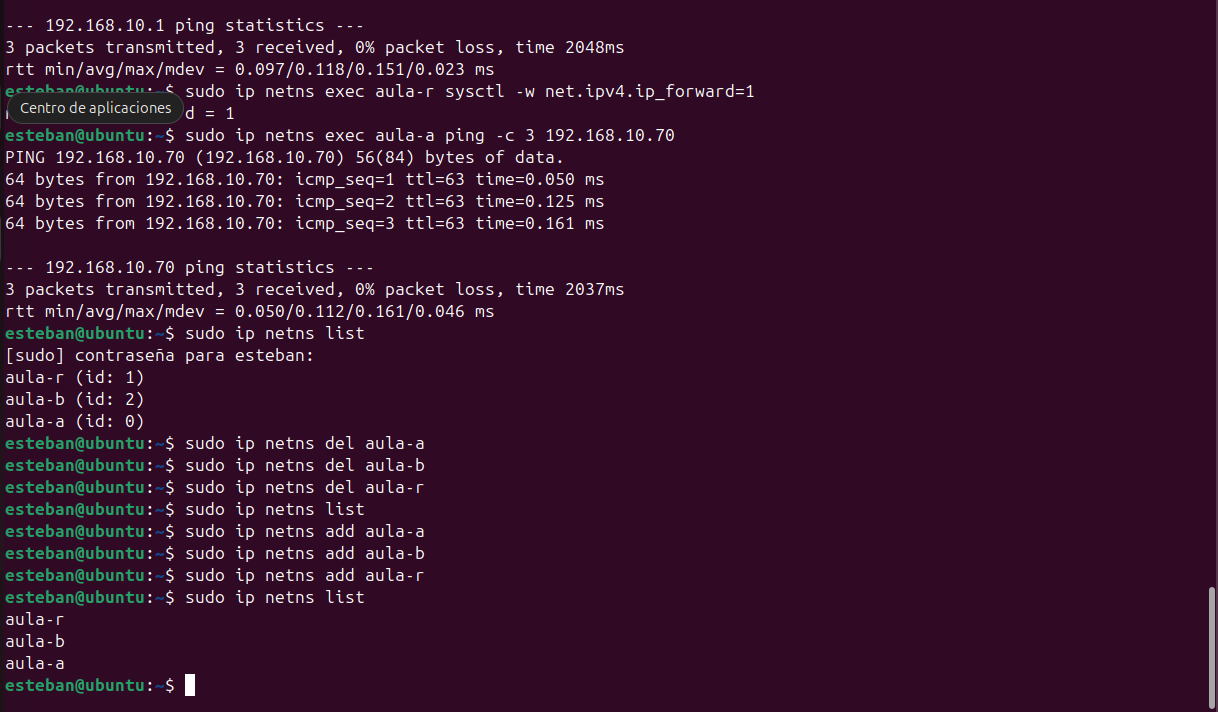 --- 192.168.10.1 ping statistics ---
3 packets transmitted, 3 received, 0% packet loss, time 2048ms
rtt min/avg/max/mdev = 0.097/0.118/0.151/0.023 ms
esteban@ubuntu:~$ sudo ip netns exec aula-r sysctl -w net.ipv4.ip_forward=1
Centro de aplicaciones
d = 1
esteban@ubuntu:~$ sudo ip netns exec aula-a ping -c 3 192.168.10.70
PING 192.168.10.70 (192.168.10.70) 56(84) bytes of data.
64 bytes from 192.168.10.70: icmp_seq=1 ttl=63 time=0.050 ms
64 bytes from 192.168.10.70: icmp_seq=2 ttl=63 time=0.125 ms
64 bytes from 192.168.10.70: icmp_seq=3 ttl=63 time=0.161 ms
--- 192.168.10.70 ping statistics ---
3 packets transmitted, 3 received, 0% packet loss, time 2037ms
rtt min/avg/max/mdev = 0.050/0.112/0.161/0.046 ms
esteban@ubuntu:~$ sudo ip netns list
[sudo] contraseña para esteban:
aula-r (id: 1)
aula-b (id: 2)
aula-a (id: 0)
esteban@ubuntu:~$ sudo ip netns del aula-a
esteban@ubuntu:~$ sudo ip netns del aula-b
esteban@ubuntu:~$ sudo ip netns del aula-r
esteban@ubuntu:~$ sudo ip netns list
esteban@ubuntu:~$ sudo ip netns add aula-a
esteban@ubuntu:~$ sudo ip netns add aula-b
esteban@ubuntu:~$ sudo ip netns add aula-r
esteban@ubuntu:~$ sudo ip netns list
aula-r
aula-b
aula-a
esteban@ubuntu:~$